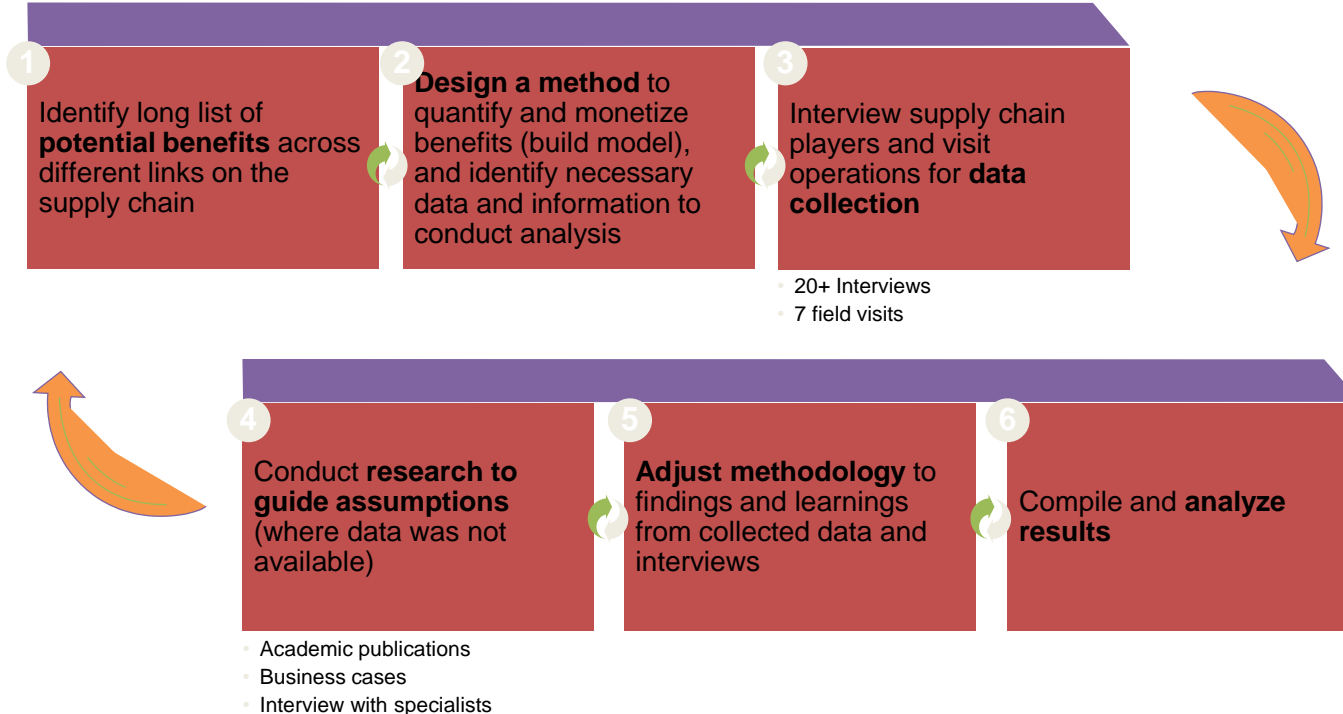 1
Identify long list of
potential benefits across
different links on the
supply chain
2
Design a method to
quantify and monetize
benefits (build model),
and identify necessary
data and information to
conduct analysis
3
Interview supply chain
players and visit
operations for data
collection
20+ Interviews
7 field visits
4
Conduct research to
guide assumptions
(where data was not
available)
Academic publications
Business cases
Interview with specialists
5
Adjust methodology to
findings and learnings
from collected data and
interviews
6
Compile and analyze
results